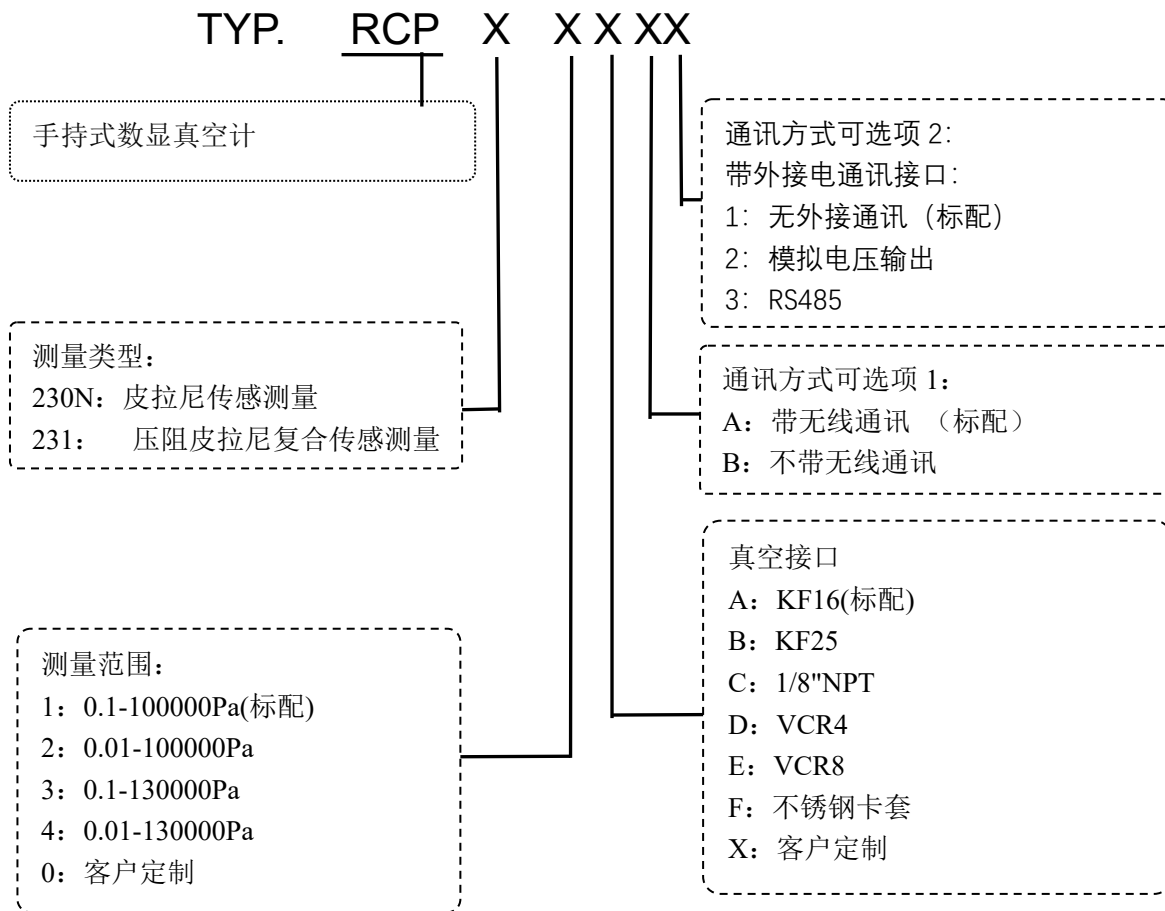 TYP. RCP X X X XX
手持式数显真空计
测量类型：
230N：皮拉尼传感测量
231： 压阻皮拉尼复合传感测量
测量范围：
1：0.1-100000Pa(标配)
2：0.01-100000Pa
3：0.1-130000Pa
4：0.01-130000Pa
0：客户定制
通讯方式可选项 2：
带外接电通讯接口：
1：无外接通讯（标配）
2：模拟电压输出
3：RS485
通讯方式可选项 1：
A：带无线通讯 （标配）
B：不带无线通讯
真空接口
A：KF16(标配)
B：KF25
C：1/8"NPT
D：VCR4
E：VCR8
F：不锈钢卡套
X：客户定制